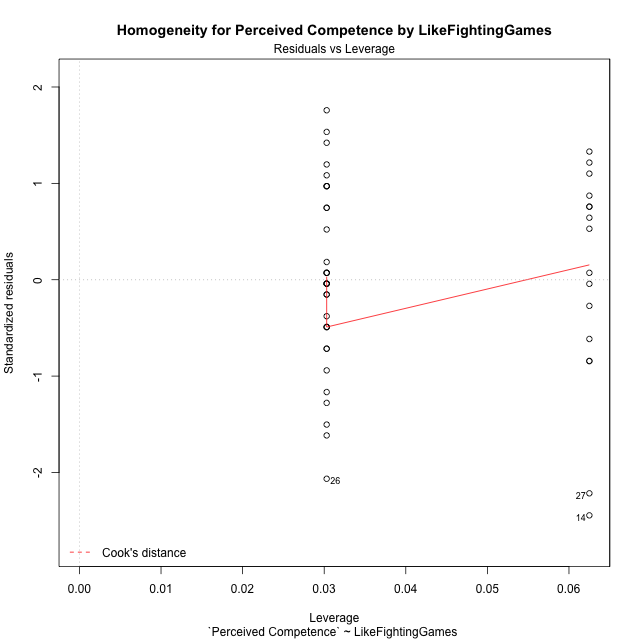 Homogeneity for Perceived Competence by LikeFightingGames
Residuals vs Leverage
2
1
0
-1
-2
Standardized residuals
26
27
14
Cook's distance
0.00 0.01 0.02 0.03 0.04 0.05 0.06
Leverage
`Perceived Competence` ~ LikeFightingGames